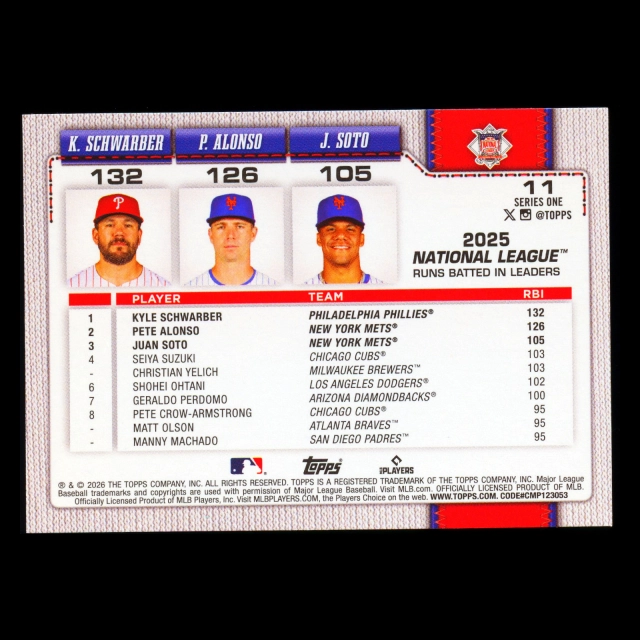 K. SCHWARBER P. ALONSO J. SOTO
132 126 105
11
SERIES ONE
@TOPPS
2025
NATIONAL LEAGUE™
RUNS BATTED IN LEADERS
PLAYER TEAM RBI
1 KYLE SCHWARBER PHILADELPHIA PHILLIES® 132
2 PETE ALONSO NEW YORK METS® 126
3 JUAN SOTO NEW YORK METS® 105
4 SEIYA SUZUKI CHICAGO CUBS® 103
- CHRISTIAN YELICH MILWAUKEE BREWERS™ 103
6 SHOHEI OHTANI LOS ANGELES DODGERS® 102
7 GERALDO PERDOMO ARIZONA DIAMONDBACKS® 100
8 PETE CROW-ARMSTRONG CHICAGO CUBS® 95
- MATT OLSON ATLANTA BRAVES™ 95
- MANNY MACHADO SAN DIEGO PADRES™ 95
Topps PLAYERS
® & © 2026 THE TOPPS COMPANY, INC. ALL RIGHTS RESERVED. TOPPS IS A REGISTERED TRADEMARK OF THE TOPPS COMPANY, INC. Major League
Baseball trademarks and copyrights are used with permission of Major League Baseball. Visit MLB.com. OFFICIALLY LICENSED PRODUCT OF MLB.
Officially Licensed Product of MLB Players, Inc. Visit MLBPLAYERS.COM, the Players Choice on the web. WWW.TOPPS.COM. CODE#CMP123053